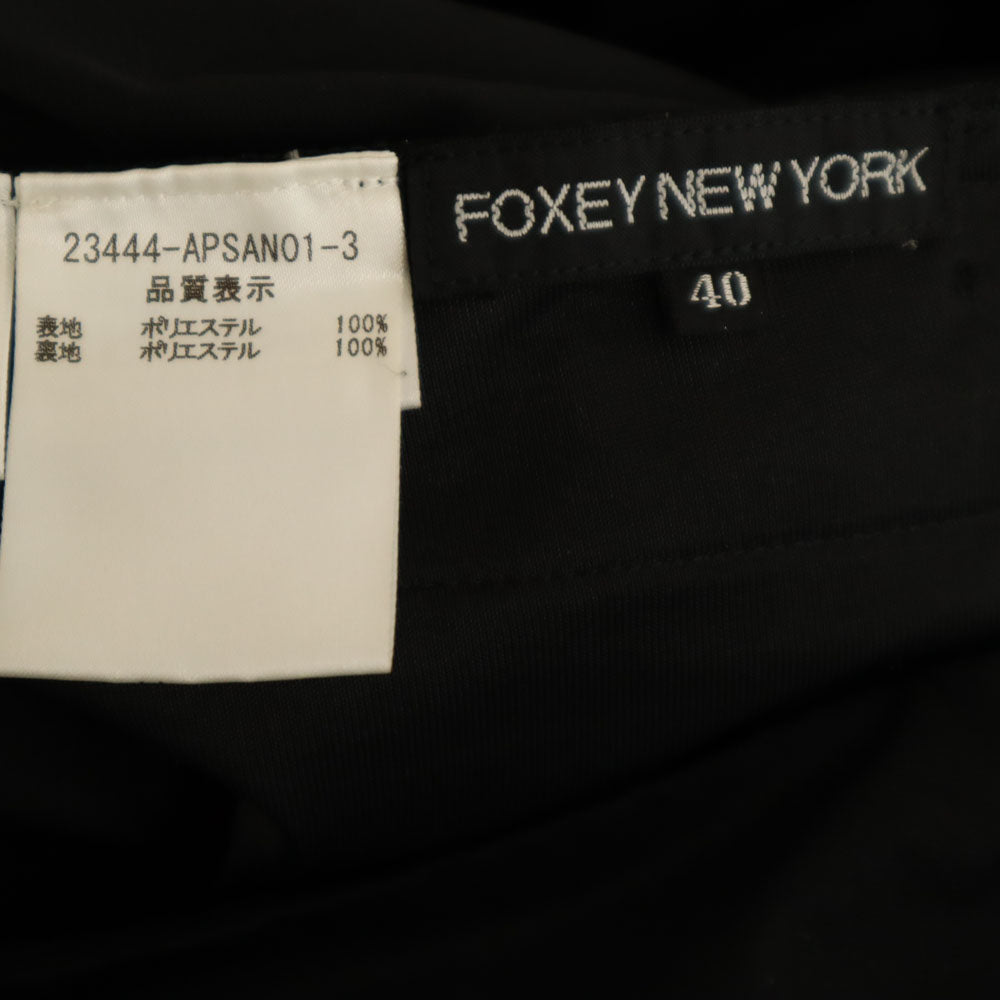 FOXEY NEW YORK
40
23444-APSAN01-3
品質表示
表地 ポリエステル 100%
裏地 ポリエステル 100%